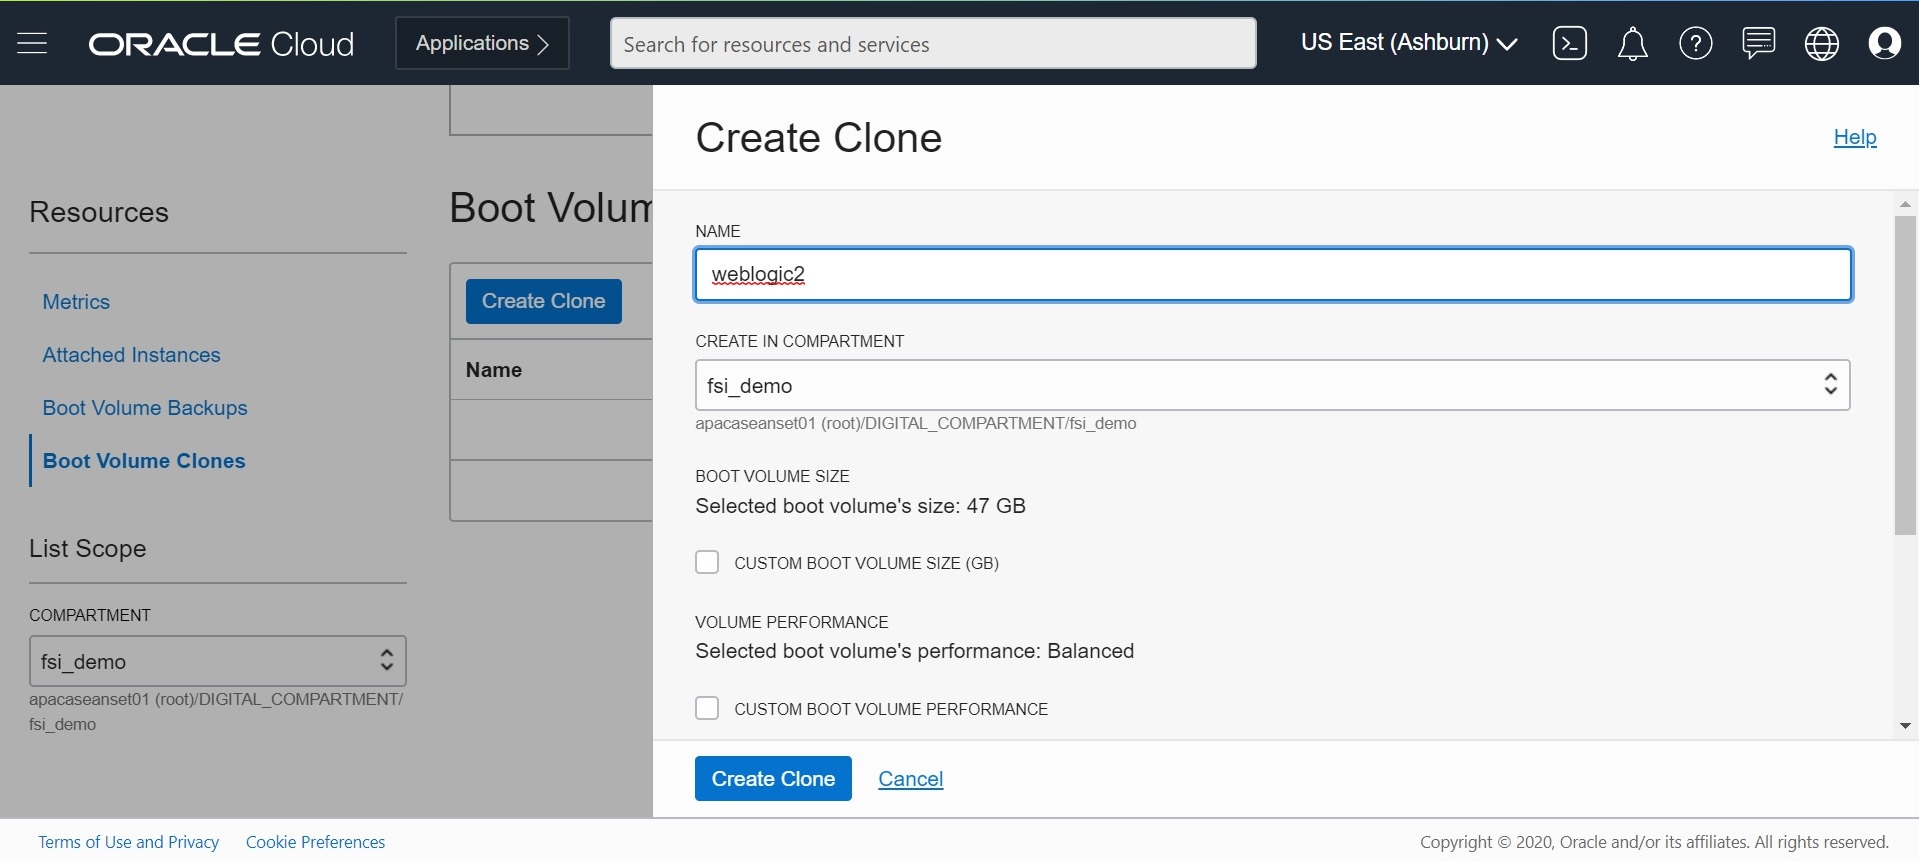 ORACLE Cloud
Applications
Search for resources and services
US East (Ashburn)
Resources
Metrics
Attached Instances
Boot Volume Backups
Boot Volume Clones
List Scope
COMPARTMENT
fsi_demo
apacaseanset01 (root)/DIGITAL_COMPARTMENT/
fsi_demo
Boot Volum
Create Clone
Name
Create Clone
Help
NAME
weblogic2
CREATE IN COMPARTMENT
fsi_demo
apacaseanset01 (root)/DIGITAL_COMPARTMENT/fsi_demo
BOOT VOLUME SIZE
Selected boot volume's size: 47 GB
CUSTOM BOOT VOLUME SIZE (GB)
VOLUME PERFORMANCE
Selected boot volume's performance: Balanced
CUSTOM BOOT VOLUME PERFORMANCE
Create Clone
Cancel
Terms of Use and Privacy
Cookie Preferences
Copyright © 2020, Oracle and/or its affiliates. All rights reserved.